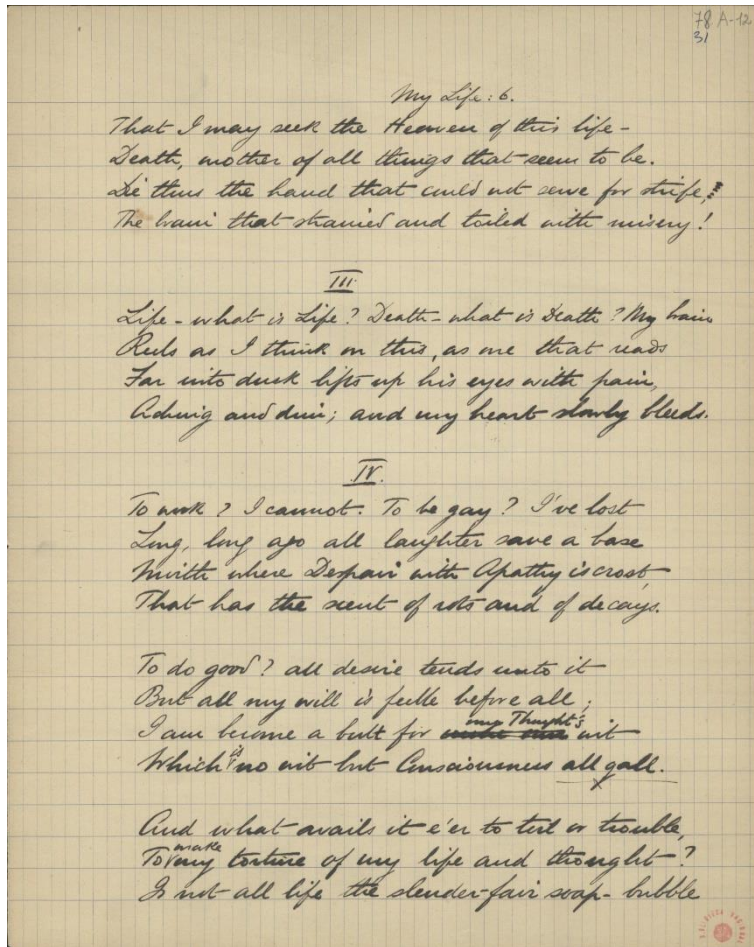 78 A-12
31
My Life: 6.
That I may seek the Heaven of this life -
Death, mother of all things that seem to be.
Die thus the hand that could not serve for strife,
The brain that strained and toiled with misery!
III.
Life - what is Life? Death - what is Death? My brain
Reels as I think on this, as one that reads
Far into dusk lifts up his eyes with pain,
Aching and dim; and my heart slowly bleeds.
IV.
To work? I cannot. To be gay? I've lost
Long, long ago all laughter save a base
Mirth where Despair with Apathy is crost,
That has the scent of rots and of decays.
To do good? all desire tends unto it
But all my will is feeble before all;
my Thought's
I am become a butt for wit
is
Which no wit but Consciousness all gall.
And what avails it e'er to toil or trouble,
make
To my torture of my life and thought?
Is not all life the slender-fair soap-bubble